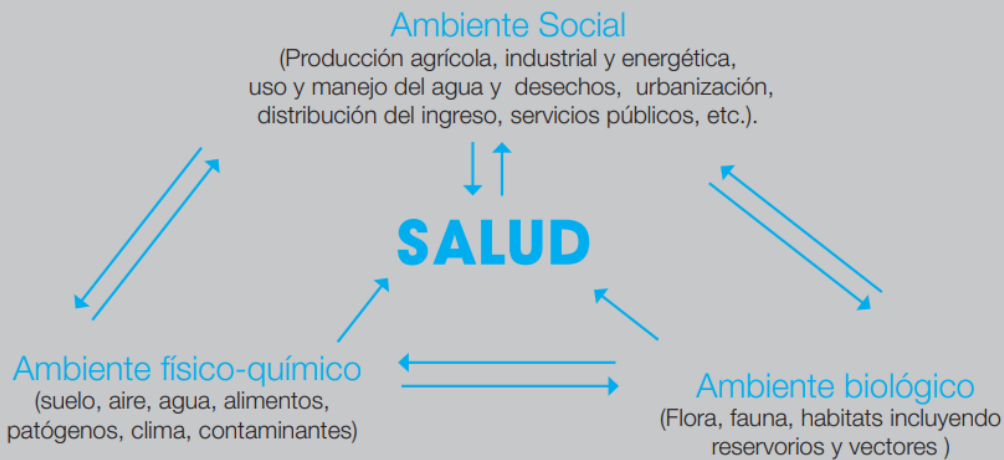 Ambiente Social
(Producción agrícola, industrial y energética,
uso y manejo del agua y desechos, urbanización,
distribución del ingreso, servicios públicos, etc.).
SALUD
Ambiente físico-químico
(suelo, aire, agua, alimentos,
patógenos, clima, contaminantes)
Ambiente biológico
(Flora, fauna, habitats incluyendo
reservorios y vectores )